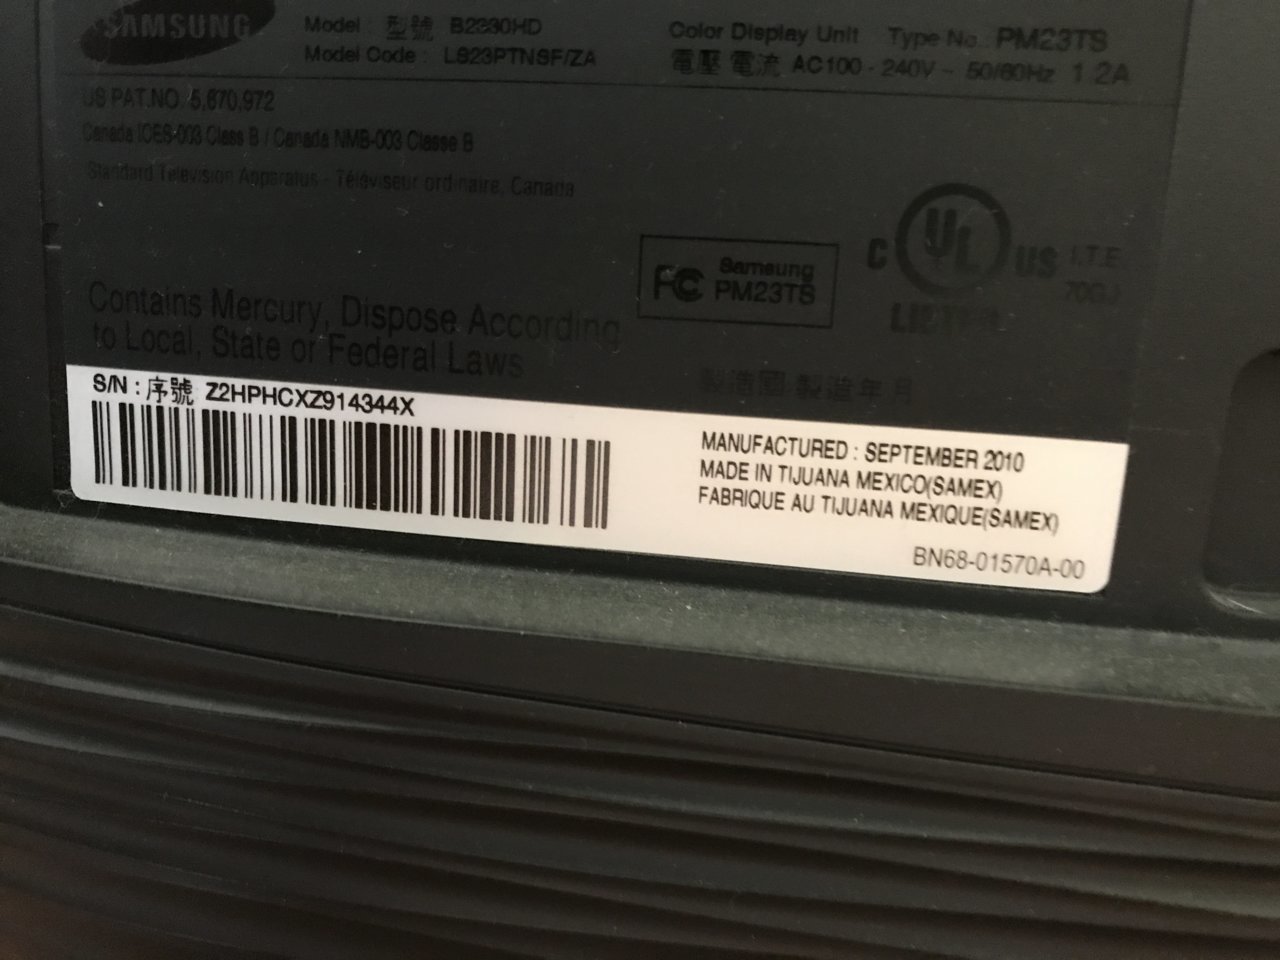 SAMSUNG
Model : 型號 B2330HD
Model Code : LS23PTNSF/ZA
Color Display Unit Type No. PM23TS
電壓 電流 AC100 - 240V ~ 50/60Hz 1.2A
US PAT.NO. 5,670,972
Canada ICES-003 Class B / Canada NMB-003 Classe B
Standard Television Apparatus - Téléviseur ordinaire, Canada
FC Samsung
PM23TS
C UL US I.T.E.
LISTED
Contains Mercury, Dispose According
to Local, State or Federal Laws
製造國 製造年月
S/N : 序號 Z2HPHCXZ914344X
MANUFACTURED : SEPTEMBER 2010
MADE IN TIJUANA MEXICO(SAMEX)
FABRIQUE AU TIJUANA MEXIQUE(SAMEX)
BN68-01570A-00